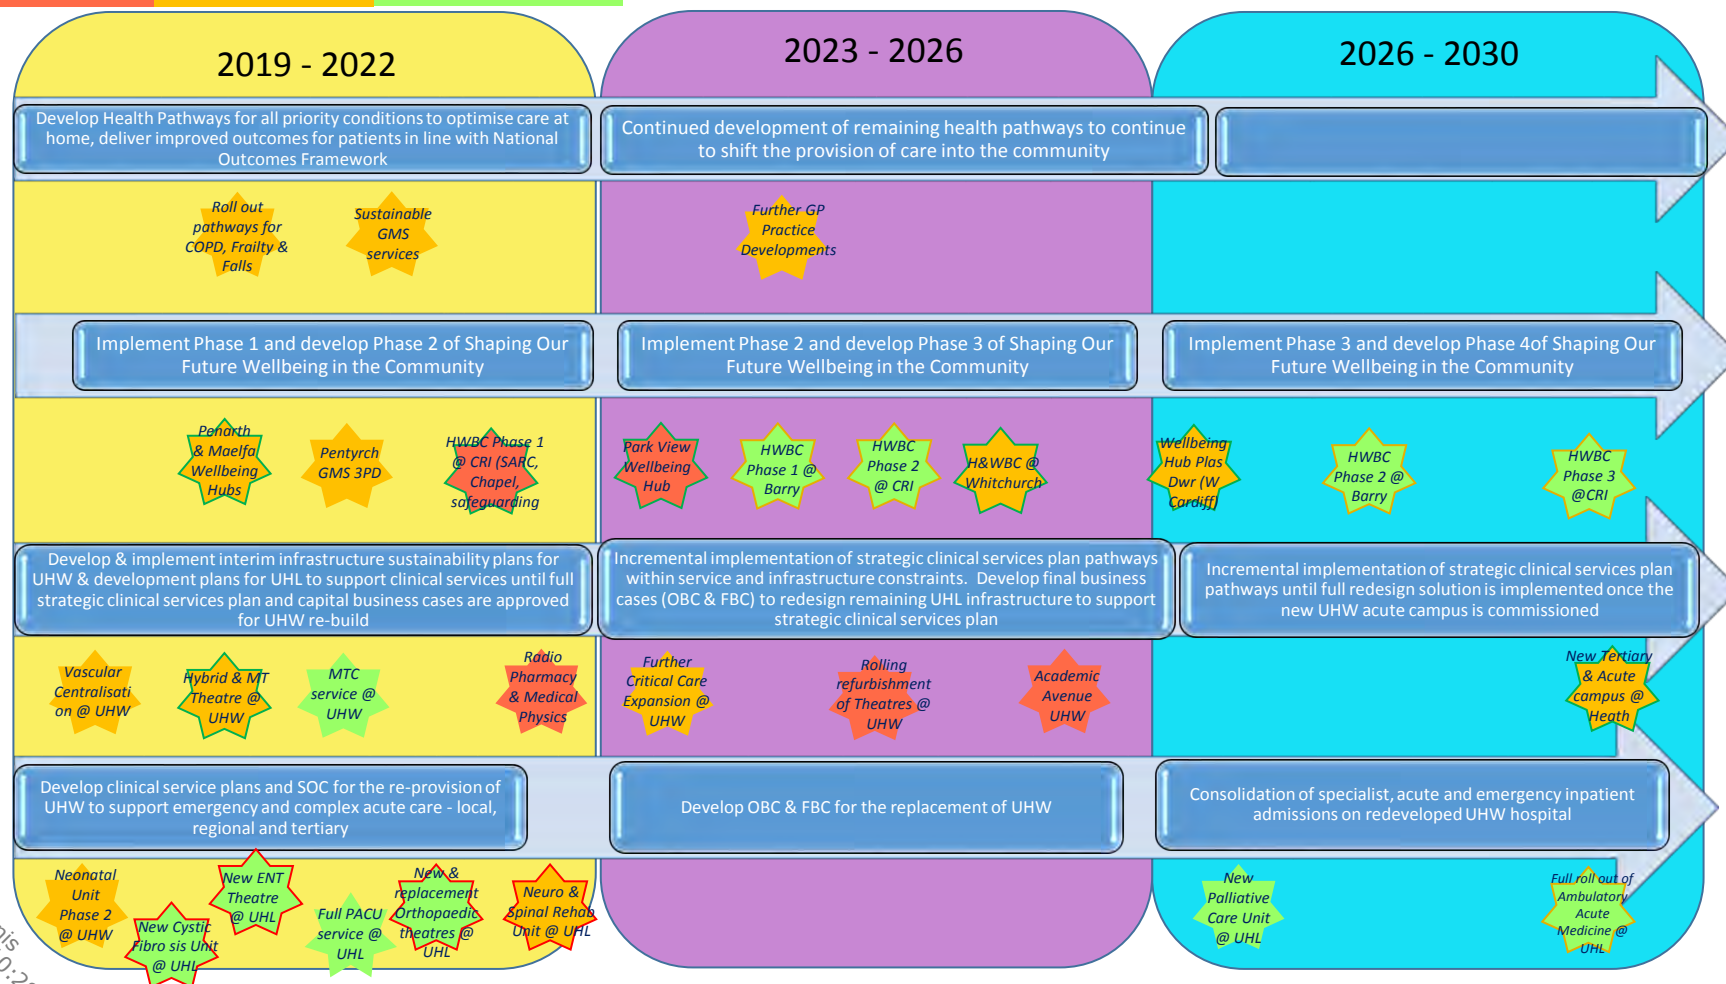 2019 - 2022
2023 - 2026
2026 - 2030
Develop Health Pathways for all priority conditions to optimise care at
home, deliver improved outcomes for patients in line with National
Outcomes Framework
Continued development of remaining health pathways to continue
to shift the provision of care into the community
Roll out
pathways for
COPD, Frailty &
Falls
Sustainable
GMS
services
Further GP
Practice
Developments
Implement Phase 1 and develop Phase 2 of Shaping Our
Future Wellbeing in the Community
Implement Phase 2 and develop Phase 3 of Shaping Our
Future Wellbeing in the Community
Implement Phase 3 and develop Phase 4of Shaping Our
Future Wellbeing in the Community
Penarth
& Maelfa
Wellbeing
Hubs
Pentyrch
GMS 3PD
HWBC Phase 1
@ CRI (SARC,
Chapel,
safeguarding
Park View
Wellbeing
Hub
HWBC
Phase 1 @
Barry
HWBC
Phase 2
@ CRI
H&WBC @
Whitchurch
Wellbeing
Hub Plas
Dwr (W
Cardiff)
HWBC
Phase 2 @
Barry
HWBC
Phase 3
@CRI
Develop & implement interim infrastructure sustainability plans for
UHW & development plans for UHL to support clinical services until full
strategic clinical services plan and capital business cases are approved
for UHW re-build
Incremental implementation of strategic clinical services plan pathways
within service and infrastructure constraints. Develop final business
cases (OBC & FBC) to redesign remaining UHL infrastructure to support
strategic clinical services plan
Incremental implementation of strategic clinical services plan
pathways until full redesign solution is implemented once the
new UHW acute campus is commissioned
Vascular
Centralisati
on @ UHW
Hybrid & MT
Theatre @
UHW
MTC
service @
UHW
Radio
Pharmacy
& Medical
Physics
Further
Critical Care
Expansion @
UHW
Rolling
refurbishment
of Theatres @
UHW
Academic
Avenue
UHW
New Tertiary
& Acute
campus @
Heath
Develop clinical service plans and SOC for the re-provision of
UHW to support emergency and complex acute care - local,
regional and tertiary
Develop OBC & FBC for the replacement of UHW
Consolidation of specialist, acute and emergency inpatient
admissions on redeveloped UHW hospital
Neonatal
Unit
Phase 2
@ UHW
New Cystic
Fibro sis Unit
@ UHL
New ENT
Theatre
@ UHL
Full PACU
service @
UHL
New &
replacement
Orthopaedic
theatres @
UHL
Neuro &
Spinal Rehab
Unit @ UHL
New
Palliative
Care Unit
@ UHL
Full roll out of
Ambulatory
Acute
Medicine @
UHL